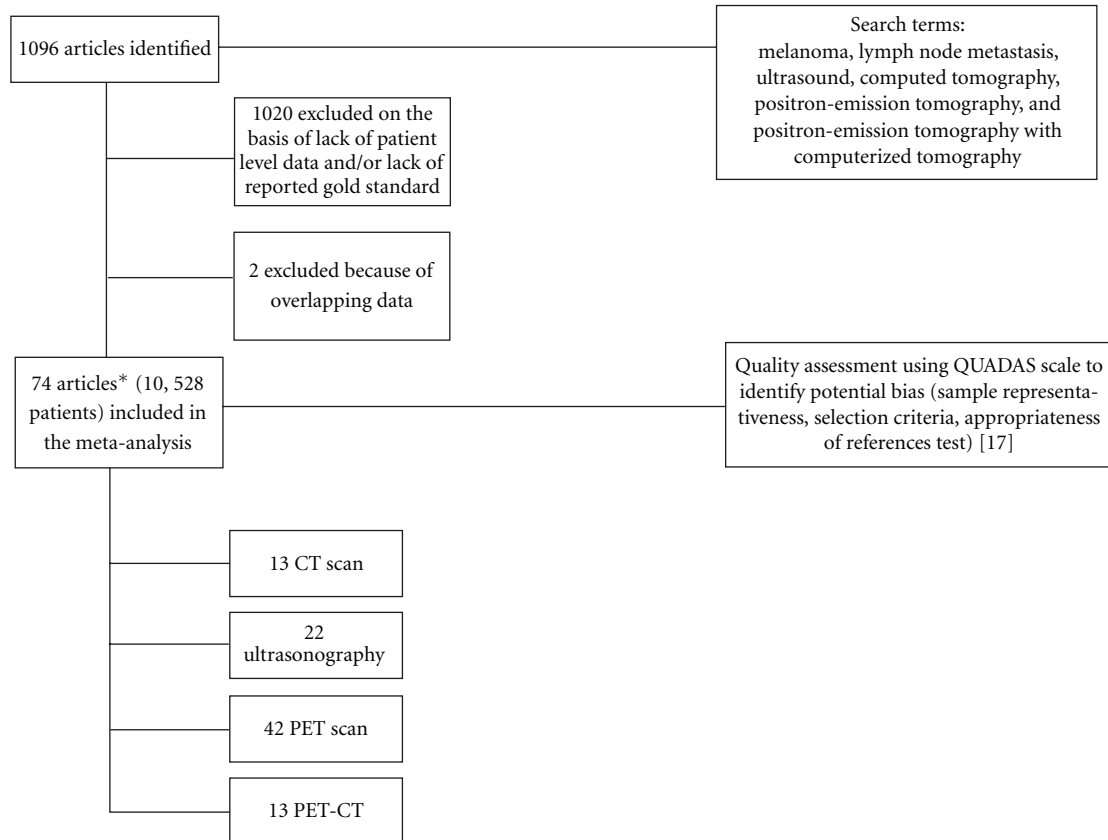 1096 articles identified
Search terms:
melanoma, lymph node metastasis,
ultrasound, computed tomography,
positron-emission tomography, and
positron-emission tomography with
computerized tomography
1020 excluded on the
basis of lack of patient
level data and/or lack of
reported gold standard
2 excluded because of
overlapping data
74 articles* (10, 528
patients) included in
the meta-analysis
Quality assessment using QUADAS scale to
identify potential bias (sample representa-
tiveness, selection criteria, appropriateness
of references test) [17]
13 CT scan
22
ultrasonography
42 PET scan
13 PET-CT